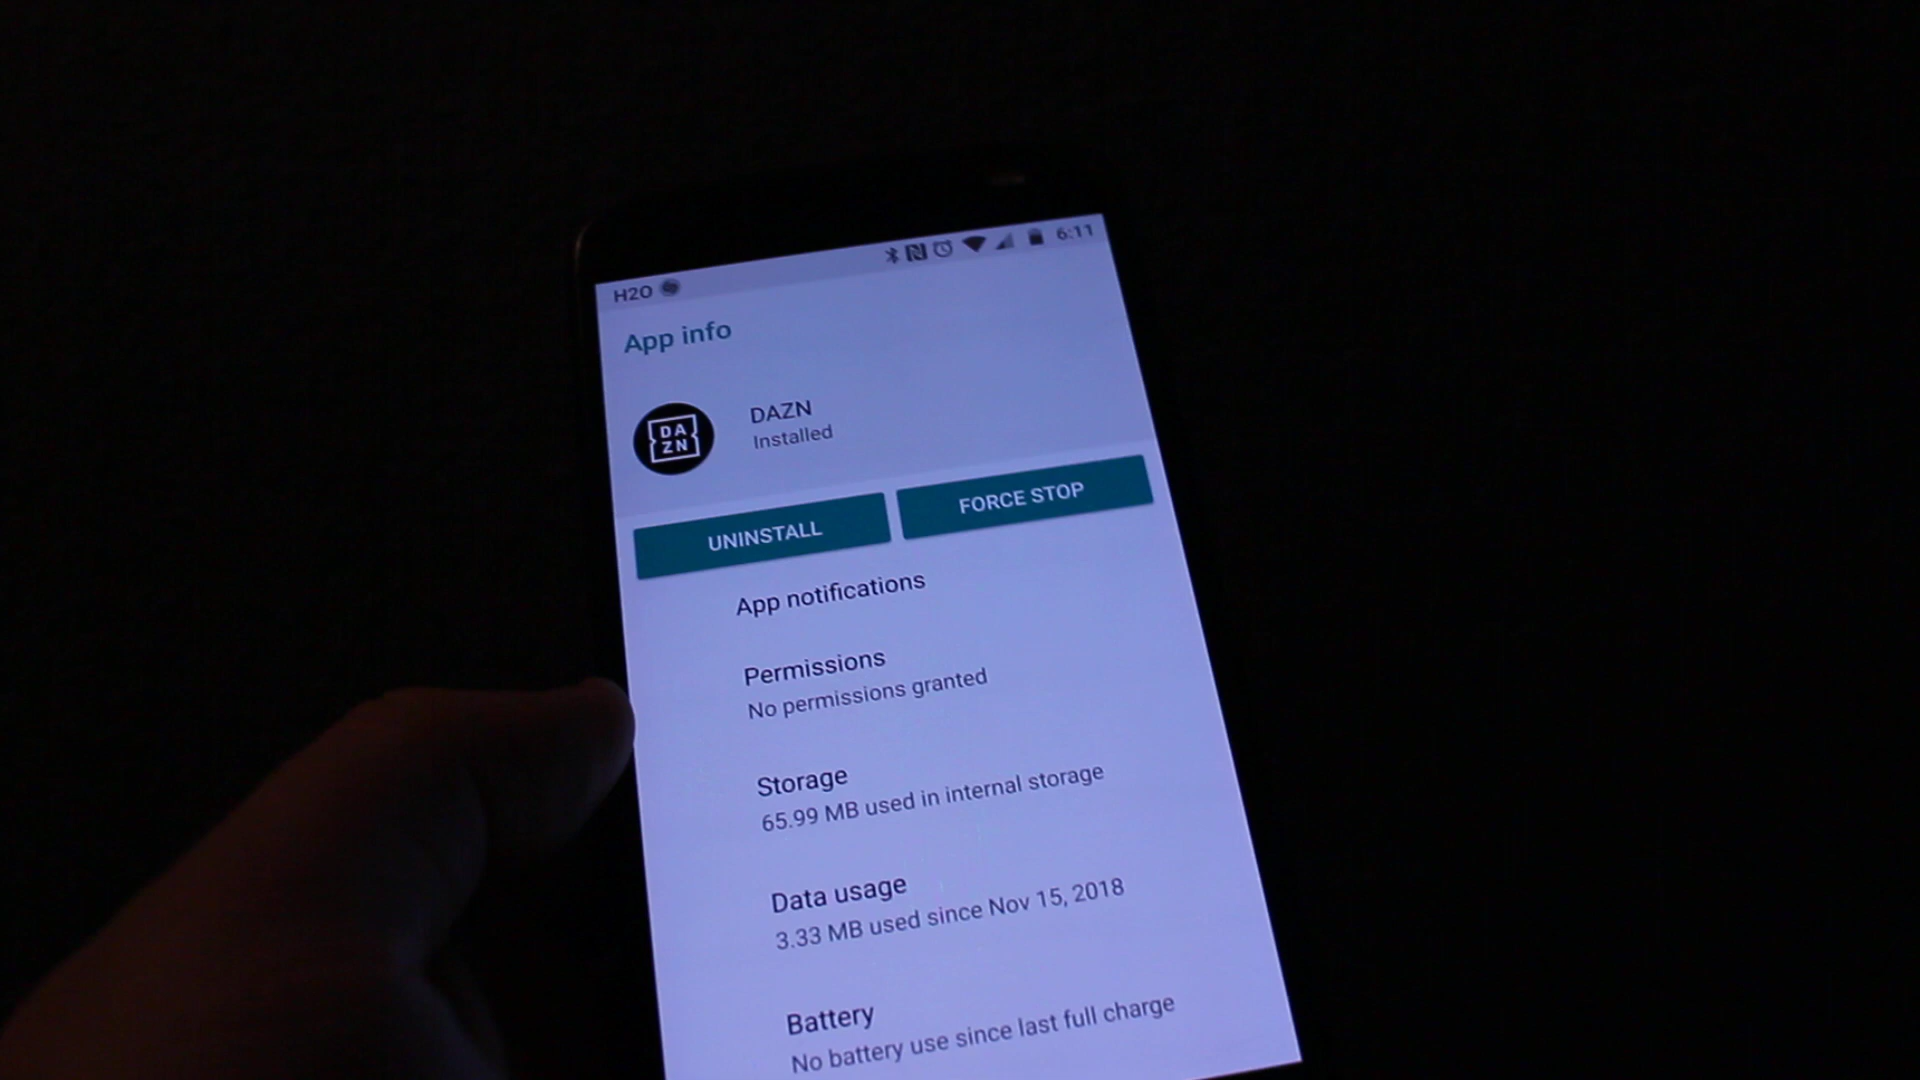 H2O
6:11
App info
DA
ZN
DAZN
Installed
UNINSTALL
FORCE STOP
App notifications
Permissions
No permissions granted
Storage
65.99 MB used in internal storage
Data usage
3.33 MB used since Nov 15, 2018
Battery
No battery use since last full charge